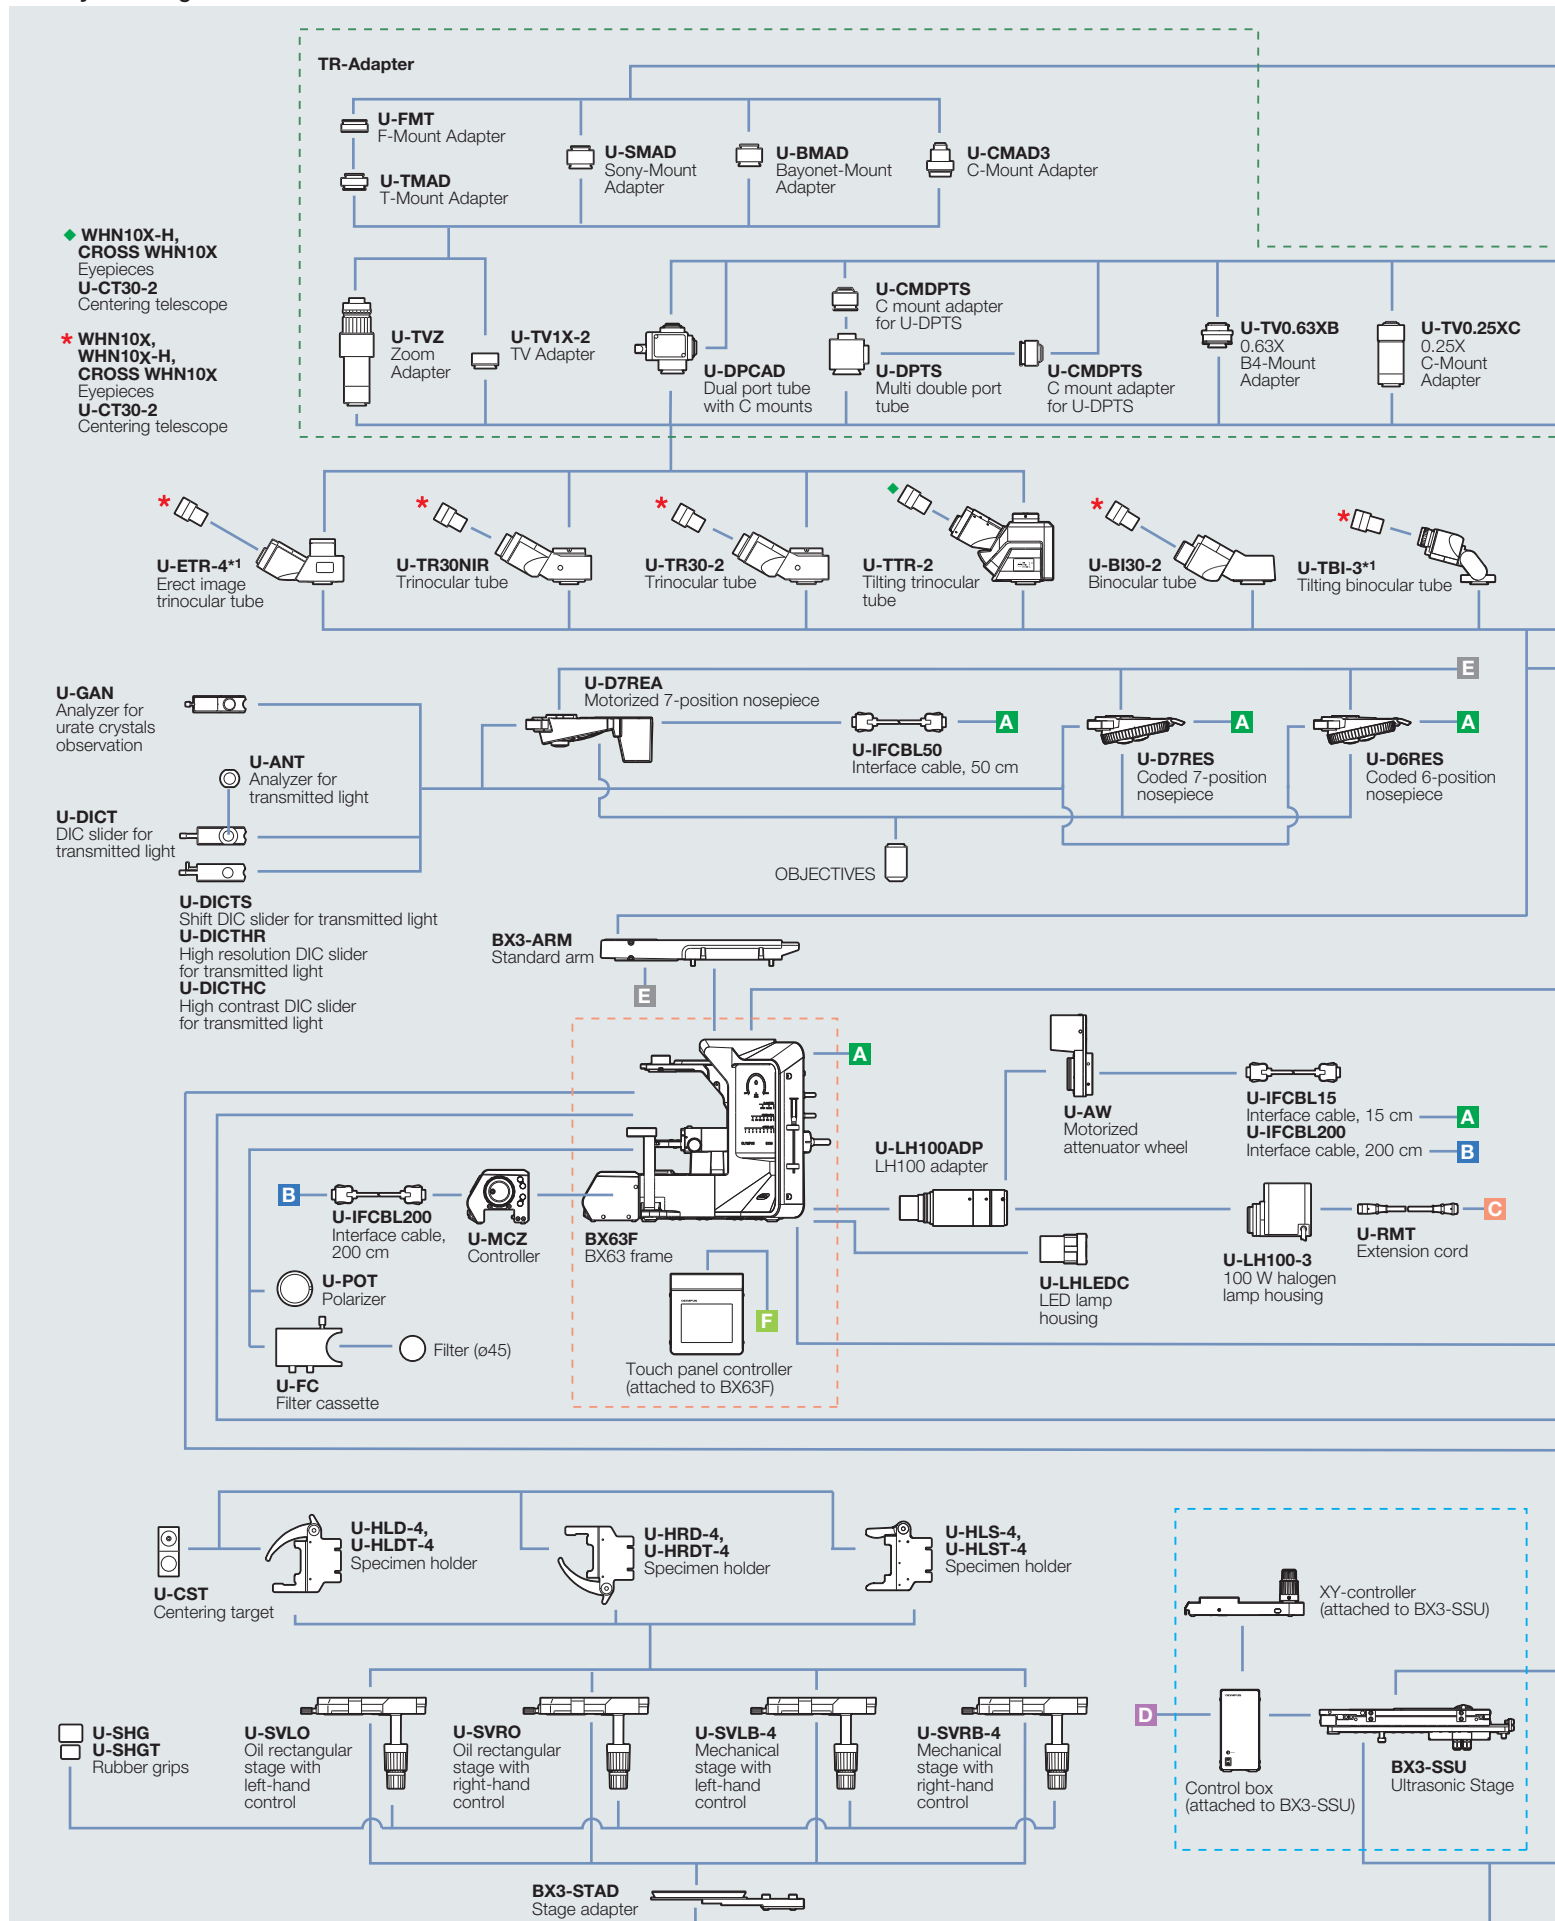 TR-Adapter
U-FMT
F-Mount Adapter
U-TMAD
T-Mount Adapter
U-SMAD
Sony-Mount
Adapter
U-BMAD
Bayonet-Mount
Adapter
U-CMAD3
C-Mount Adapter
◆ WHN10X-H,
CROSS WHN10X
Eyepieces
U-CT30-2
Centering telescope
* WHN10X,
WHN10X-H,
CROSS WHN10X
Eyepieces
U-CT30-2
Centering telescope
U-TVZ
Zoom
Adapter
U-TV1X-2
TV Adapter
U-DPCAD
Dual port tube
with C mounts
U-CMDPTS
C mount adapter
for U-DPTS
U-DPTS
Multi double port
tube
U-CMDPTS
C mount adapter
for U-DPTS
U-TV0.63XB
0.63X
B4-Mount
Adapter
U-TV0.25XC
0.25X
C-Mount
Adapter
*
U-ETR-4*1
Erect image
trinocular tube
*
U-TR30NIR
Trinocular tube
*
U-TR30-2
Trinocular tube
◆
U-TTR-2
Tilting trinocular
tube
*
U-BI30-2
Binocular tube
*
U-TBI-3*1
Tilting binocular tube
E
U-GAN
Analyzer for
urate crystals
observation
U-ANT
Analyzer for
transmitted light
U-DICT
DIC slider for
transmitted light
U-DICTS
Shift DIC slider for transmitted light
U-DICTHR
High resolution DIC slider
for transmitted light
U-DICTHC
High contrast DIC slider
for transmitted light
U-D7REA
Motorized 7-position nosepiece
A
U-IFCBL50
Interface cable, 50 cm
A
U-D7RES
Coded 7-position
nosepiece
A
U-D6RES
Coded 6-position
nosepiece
OBJECTIVES
BX3-ARM
Standard arm
E
A
U-AW
Motorized
attenuator wheel
U-IFCBL15
Interface cable, 15 cm
A
U-IFCBL200
Interface cable, 200 cm
B
U-LH100ADP
LH100 adapter
B
U-IFCBL200
Interface cable,
200 cm
U-MCZ
Controller
BX63F
BX63 frame
U-LHLEDC
LED lamp
housing
U-LH100-3
100 W halogen
lamp housing
U-RMT
Extension cord
C
U-POT
Polarizer
U-FC
Filter cassette
Filter (ø45)
F
Touch panel controller
(attached to BX63F)
U-CST
Centering target
U-HLD-4,
U-HLDT-4
Specimen holder
U-HRD-4,
U-HRDT-4
Specimen holder
U-HLS-4,
U-HLST-4
Specimen holder
XY-controller
(attached to BX3-SSU)
D
Control box
(attached to BX3-SSU)
BX3-SSU
Ultrasonic Stage
U-SHG
U-SHGT
Rubber grips
U-SVLO
Oil rectangular
stage with
left-hand
control
U-SVRO
Oil rectangular
stage with
right-hand
control
U-SVLB-4
Mechanical
stage with
left-hand
control
U-SVRB-4
Mechanical
stage with
right-hand
control
BX3-STAD
Stage adapter